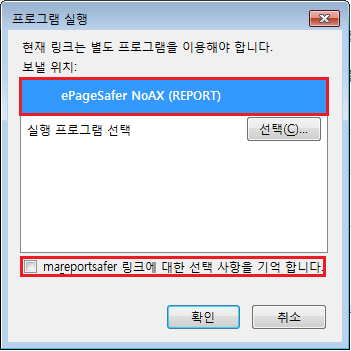 프로그램 실행
현재 링크는 별도 프로그램을 이용해야 합니다.
보낼 위치:
ePageSafer NoAX (REPORT)
실행 프로그램 선택
선택(C)...
mareportsafer 링크에 대한 선택 사항을 기억 합니다.
확인
취소